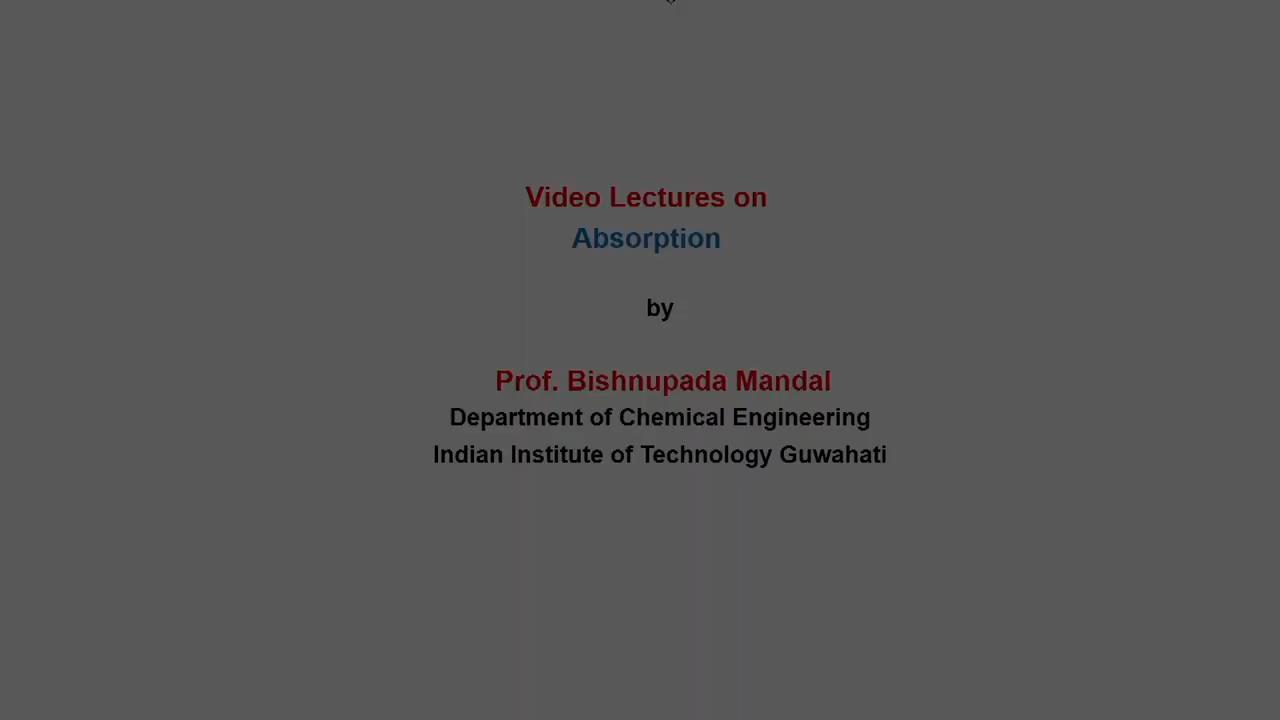 Video Lectures on
Absorption
by
Prof. Bishnupada Mandal
Department of Chemical Engineering
Indian Institute of Technology Guwahati